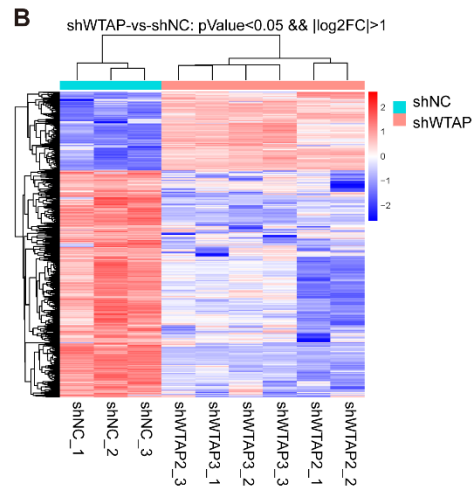 B
shWTAP-vs-shNC: pValue<0.05 && |log2FC|>1
shNC
shWTAP
2
1
0
−1
−2
shNC_1
shNC_2
shNC_3
shWTAP2_3
shWTAP3_1
shWTAP3_2
shWTAP3_3
shWTAP2_1
shWTAP2_2